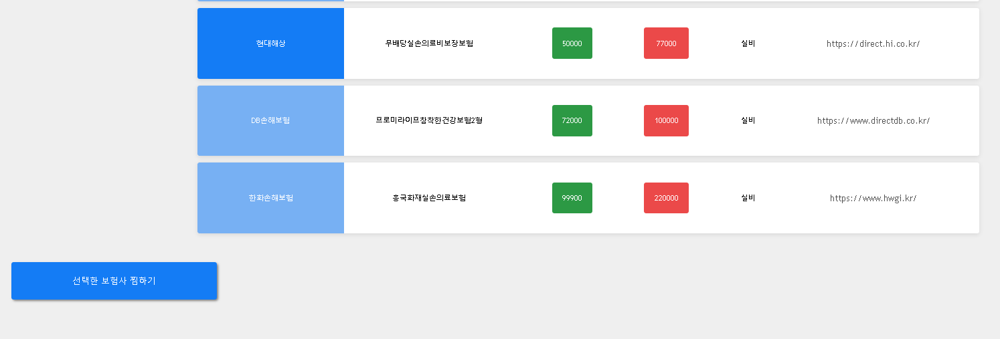 현대해상 무배당실손의료비보장보험 50000 77000 실비 https://direct.hi.co.kr/
DB손해보험 프로미라이프참착한건강보험2형 72000 100000 실비 https://www.directdb.co.kr/
한화손해보험 흥국화재실손의료보험 99900 220000 실비 https://www.hwgi.kr/
선택한 보험사 찜하기